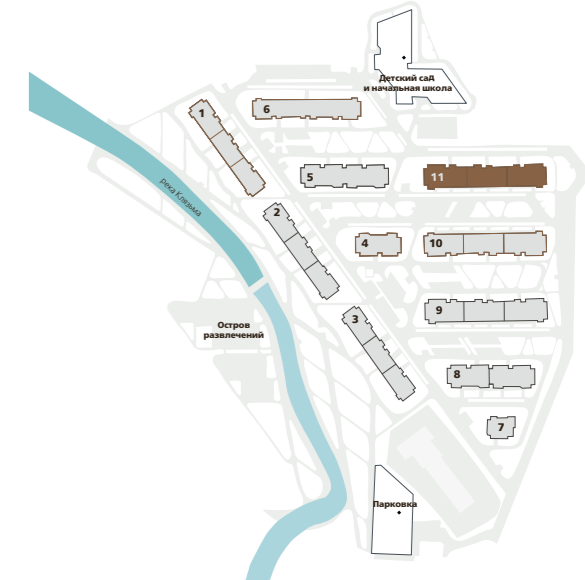 Детский сад
и начальная школа
1
6
5
11
река Клязьма
2
4
10
3
9
Остров
развлечений
8
7
Парковка